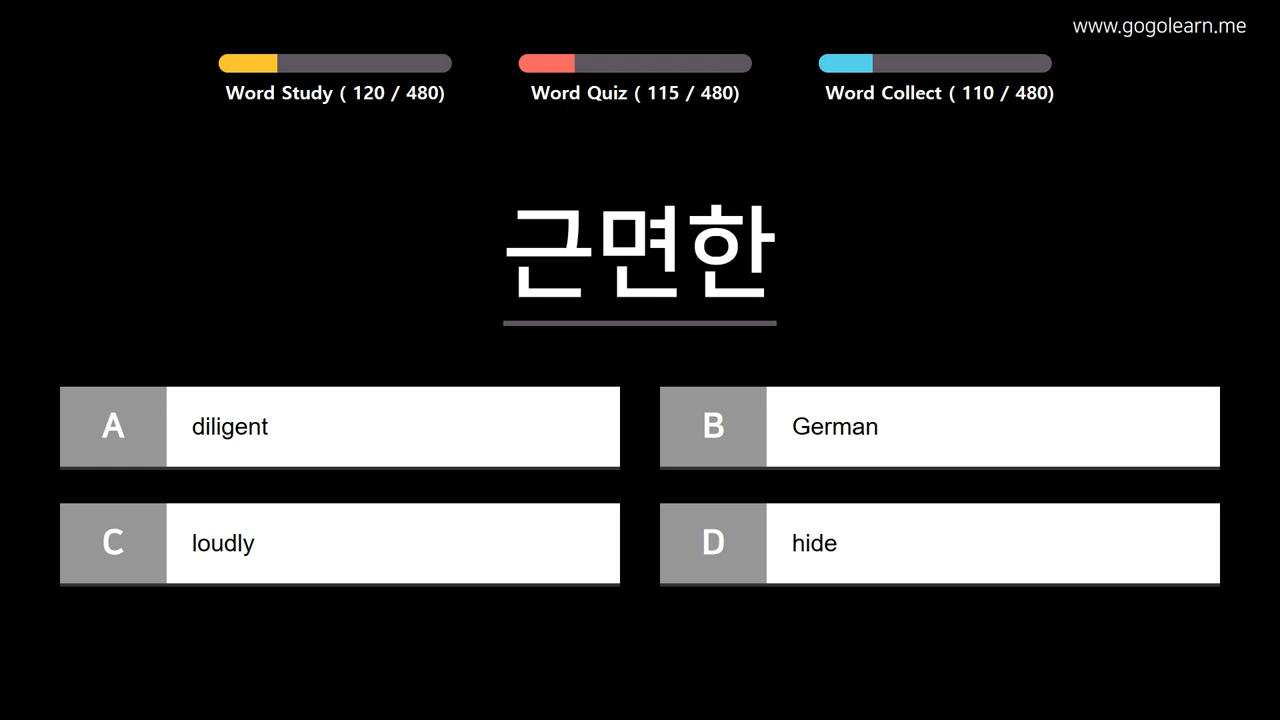 www.gogolearn.me
Word Study ( 120 / 480)
Word Quiz ( 115 / 480)
Word Collect ( 110 / 480)
근면한
A diligent
B German
C loudly
D hide